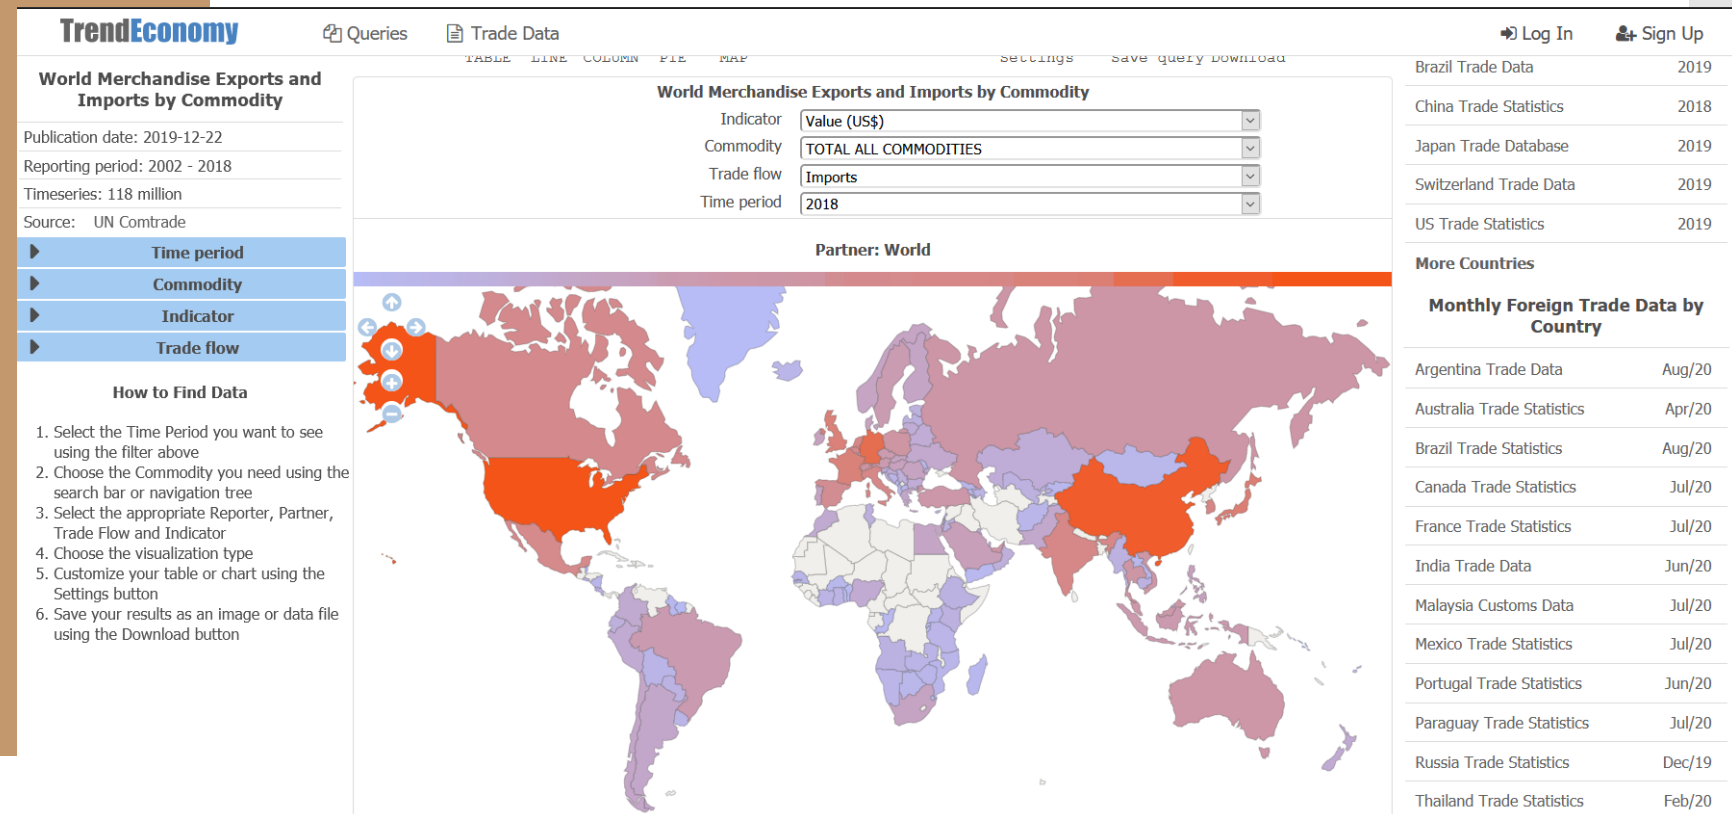 TrendEconomy
Queries
Trade Data
Log In
Sign Up
World Merchandise Exports and
Imports by Commodity
Publication date: 2019-12-22
Reporting period: 2002 - 2018
Timeseries: 118 million
Source: UN Comtrade
Time period
Commodity
Indicator
Trade flow
How to Find Data
1. Select the Time Period you want to see
using the filter above
2. Choose the Commodity you need using the
search bar or navigation tree
3. Select the appropriate Reporter, Partner,
Trade Flow and Indicator
4. Choose the visualization type
5. Customize your table or chart using the
Settings button
6. Save your results as an image or data file
using the Download button
TABLE LINE COLUMN PIE MAP
Settings Save query Download
World Merchandise Exports and Imports by Commodity
Indicator Value (US$)
Commodity TOTAL ALL COMMODITIES
Trade flow Imports
Time period 2018
Partner: World
Brazil Trade Data 2019
China Trade Statistics 2018
Japan Trade Database 2019
Switzerland Trade Data 2019
US Trade Statistics 2019
More Countries
Monthly Foreign Trade Data by
Country
Argentina Trade Data Aug/20
Australia Trade Statistics Apr/20
Brazil Trade Statistics Aug/20
Canada Trade Statistics Jul/20
France Trade Statistics Jul/20
India Trade Data Jun/20
Malaysia Customs Data Jul/20
Mexico Trade Statistics Jul/20
Portugal Trade Statistics Jun/20
Paraguay Trade Statistics Jul/20
Russia Trade Statistics Dec/19
Thailand Trade Statistics Feb/20